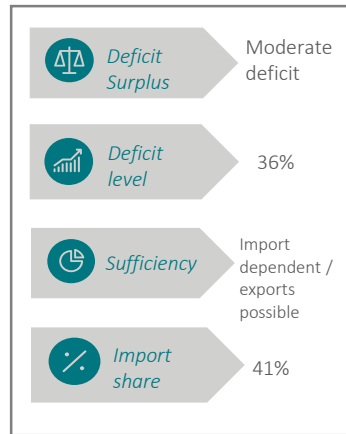 Deficit
Surplus
Moderate
deficit
Deficit
level
36%
Sufficiency
Import
dependent /
exports
possible
Import
share
41%